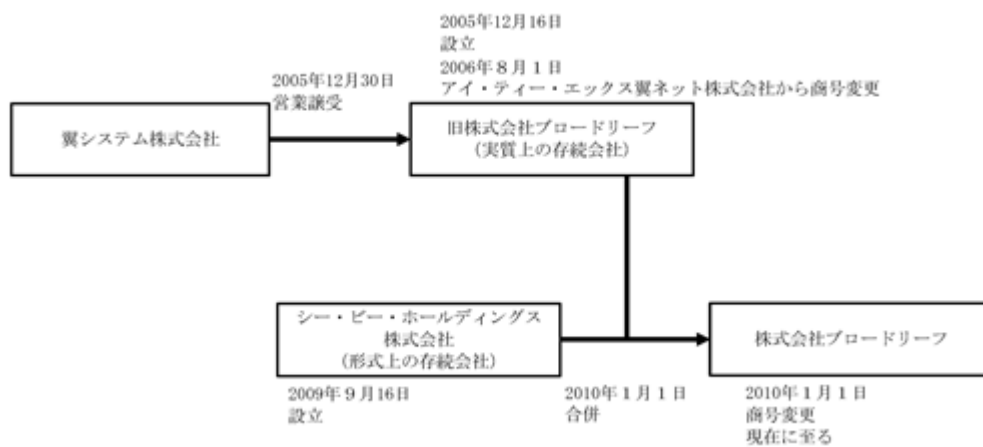 2005年12月16日
設立
2006年８月１日
アイ・ティー・エックス翼ネット株式会社から商号変更
2005年12月30日
営業譲受
翼システム株式会社
旧株式会社ブロードリーフ
（実質上の存続会社）
シー・ビー・ホールディングス
株式会社
（形式上の存続会社）
株式会社ブロードリーフ
2009年９月16日
設立
2010年１月１日
合併
2010年１月１日
商号変更
現在に至る